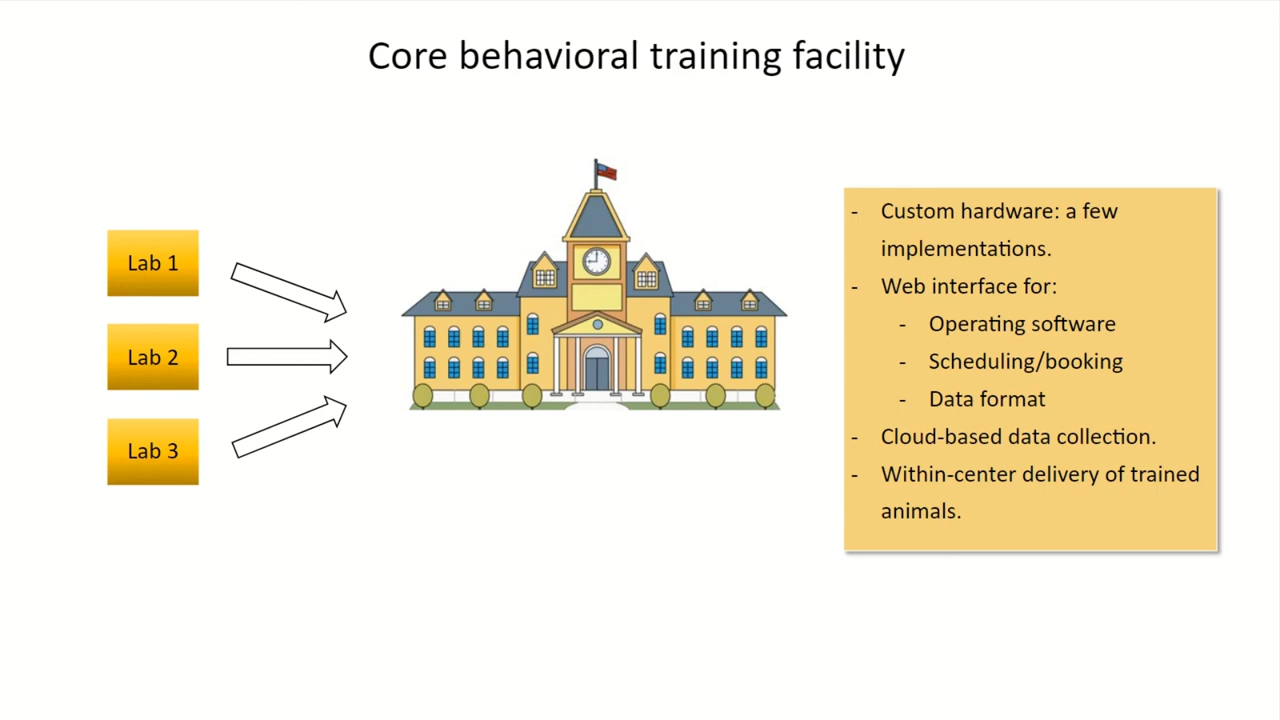 Core behavioral training facility
Lab 1
Lab 2
Lab 3
- Custom hardware: a few
implementations.
- Web interface for:
- Operating software
- Scheduling/booking
- Data format
- Cloud-based data collection.
- Within-center delivery of trained
animals.